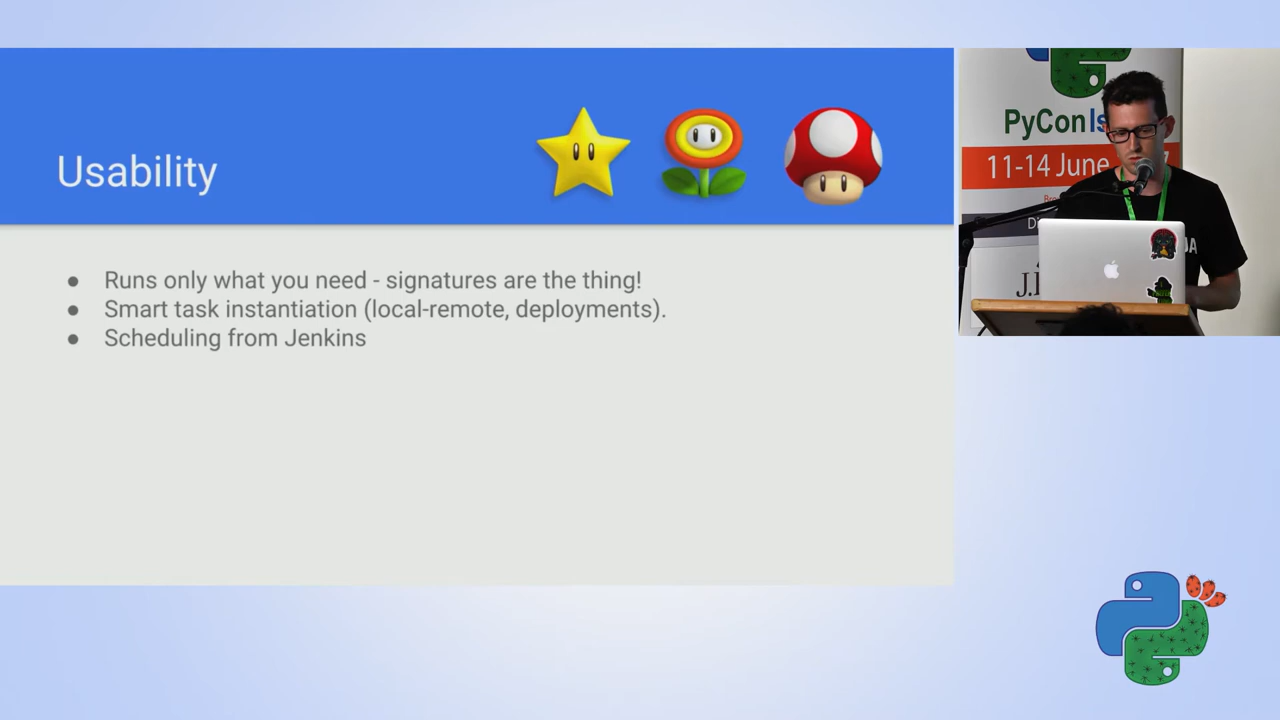 Usability
● Runs only what you need - signatures are the thing!
● Smart task instantiation (local-remote, deployments).
● Scheduling from Jenkins
PyCon Is
11-14 June